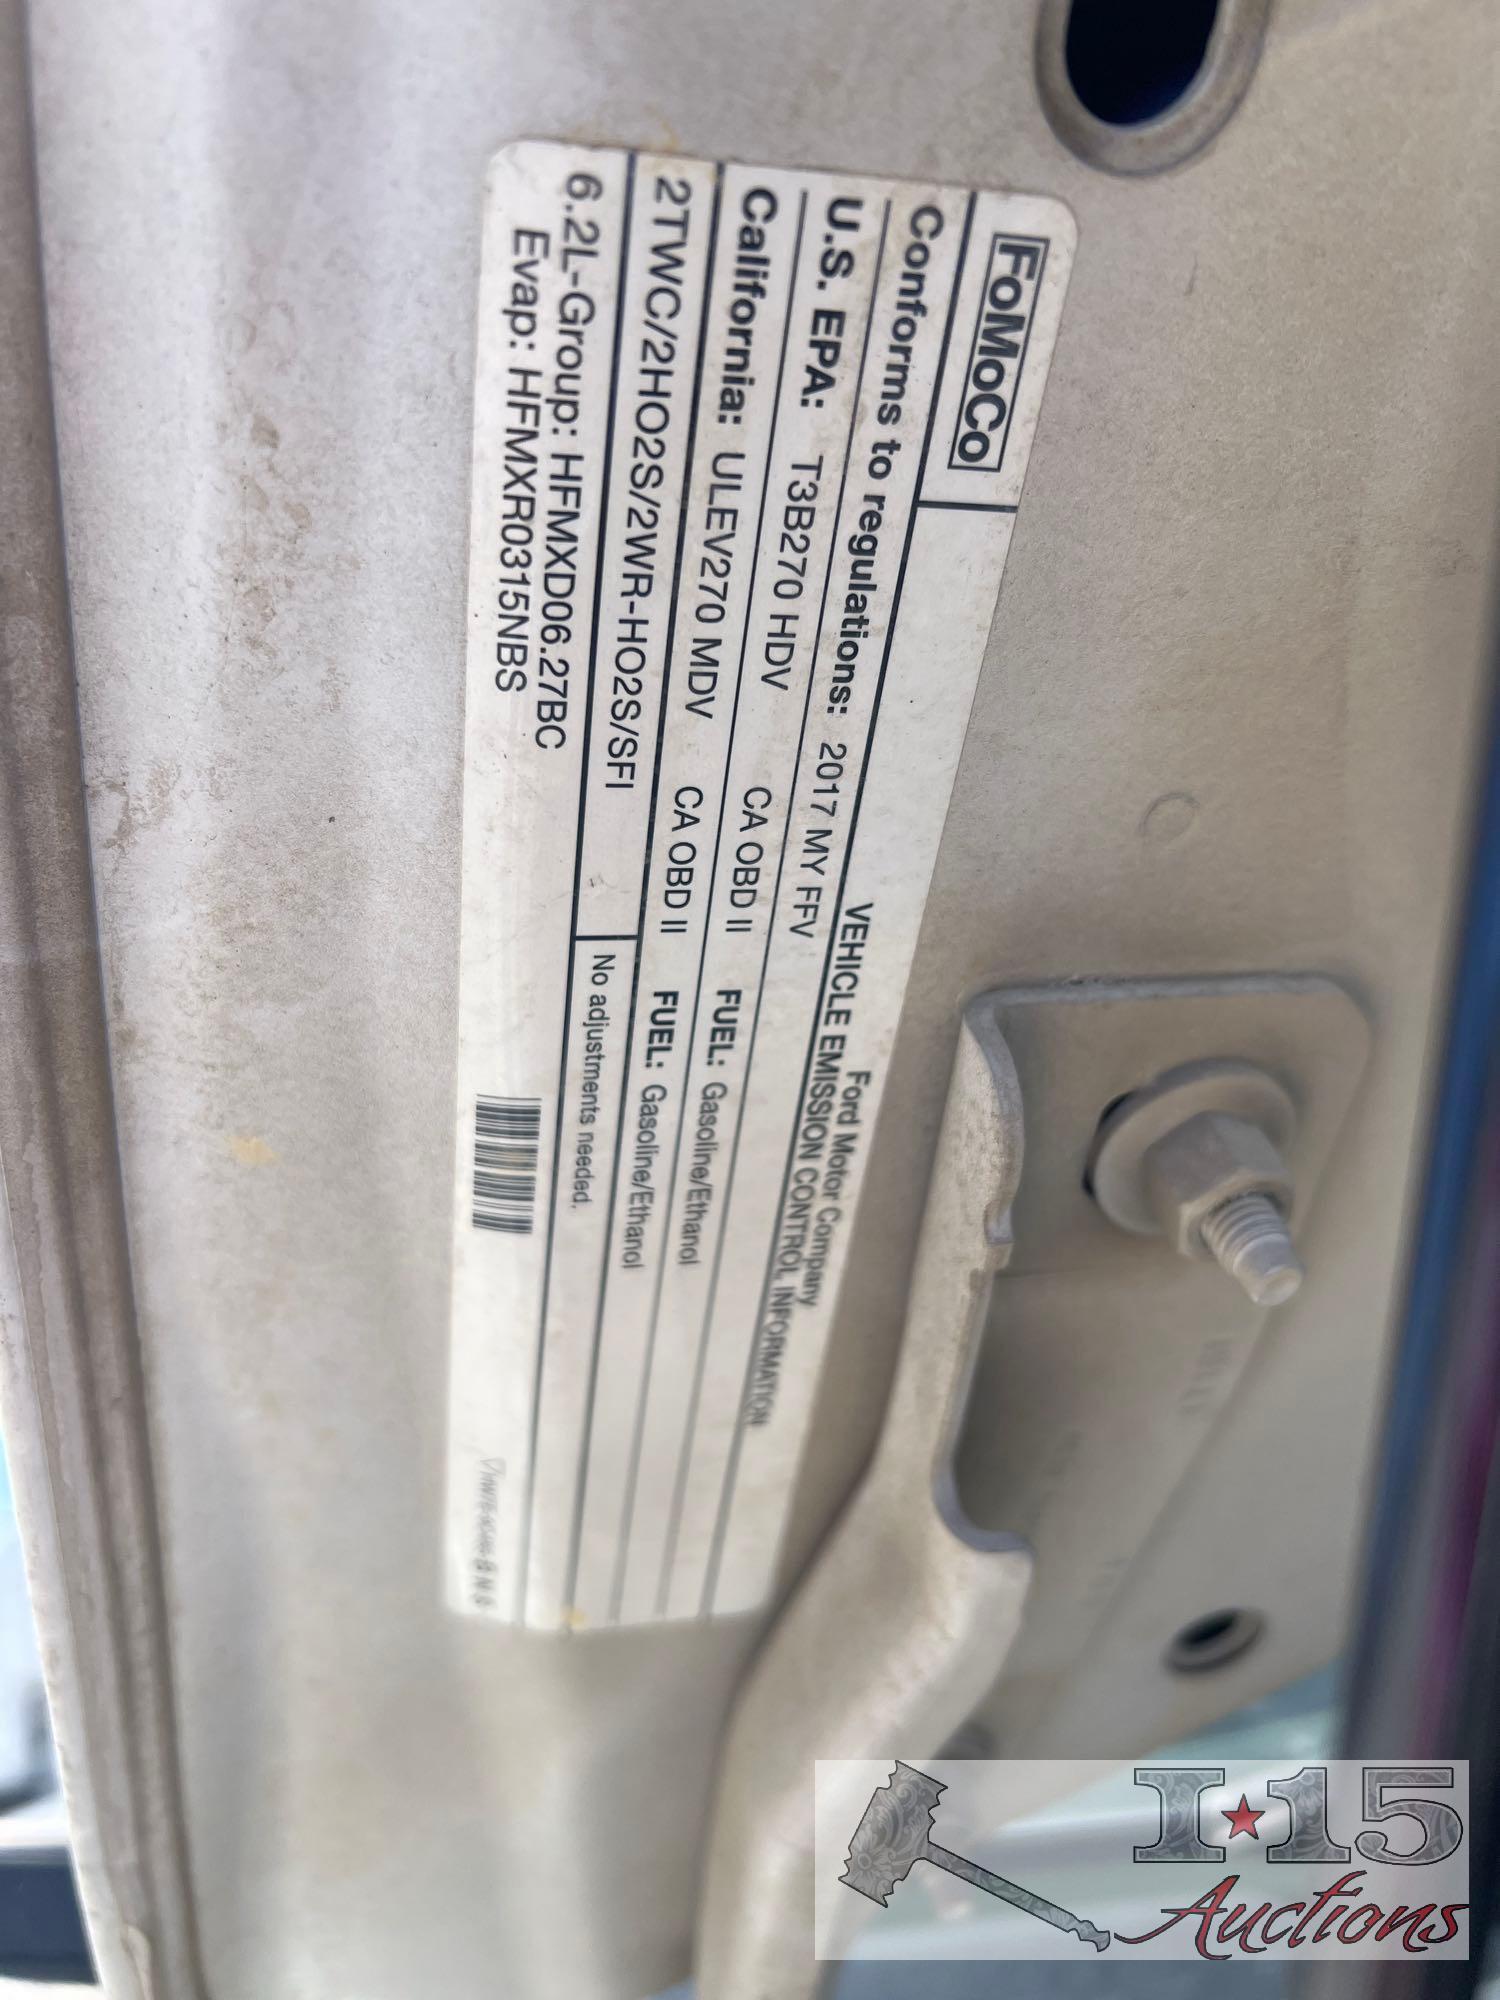 FoMoCo
Ford Motor Company
VEHICLE EMISSION CONTROL INFORMATION
Conforms to regulations: 2017 MY FFV
U.S. EPA: T3B270 HDV CA OBD II FUEL: Gasoline/Ethanol
California: ULEV270 MDV CA OBD II FUEL: Gasoline/Ethanol
2TWC/2HO2S/2WR-HO2S/SFI
No adjustments needed.
6.2L-Group: HFMXD06.27BC
Evap: HFMXR0315NBS
I★15
Auctions